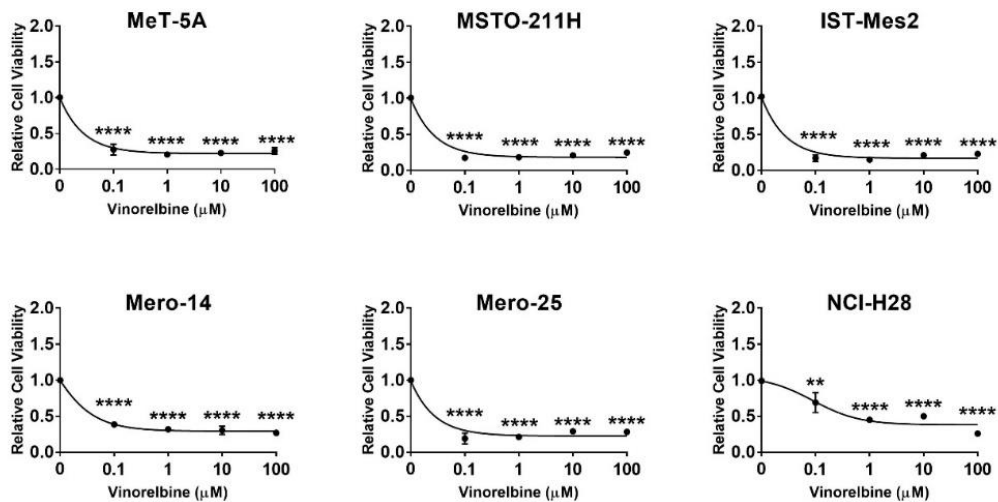 MeT-5A
MSTO-211H
IST-Mes2
Relative Cell Viability
2.0
1.5
1.0
0.5
0.0
**** **** **** ****
0 0.1 1 10 100
Vinorelbine (μM)
Relative Cell Viability
2.0
1.5
1.0
0.5
0.0
**** **** **** ****
0 0.1 1 10 100
Vinorelbine (μM)
Relative Cell Viability
2.0
1.5
1.0
0.5
0.0
**** **** **** ****
0 0.1 1 10 100
Vinorelbine (μM)
Mero-14
Mero-25
NCI-H28
Relative Cell Viability
2.0
1.5
1.0
0.5
0.0
**** **** **** ****
0 0.1 1 10 100
Vinorelbine (μM)
Relative Cell Viability
2.0
1.5
1.0
0.5
0.0
**** **** **** ****
0 0.1 1 10 100
Vinorelbine (μM)
Relative Cell Viability
2.0
1.5
1.0
0.5
0.0
** **** **** ****
0 0.1 1 10 100
Vinorelbine (μM)